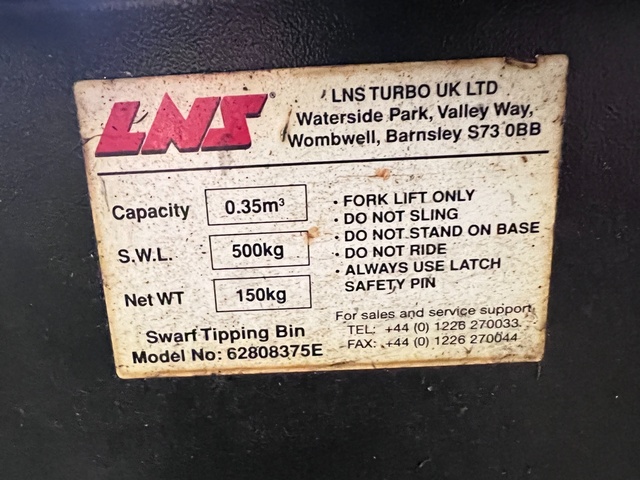 LNS®
LNS TURBO UK LTD
Waterside Park, Valley Way,
Wombwell, Barnsley S73 0BB
Capacity 0.35m³
S.W.L. 500kg
Net WT 150kg
Swarf Tipping Bin
Model No: 62808375E
· FORK LIFT ONLY
· DO NOT SLING
· DO NOT STAND ON BASE
· DO NOT RIDE
· ALWAYS USE LATCH
SAFETY PIN
For sales and service support
TEL: +44 (0) 1226 270033
FAX: +44 (0) 1226 270044